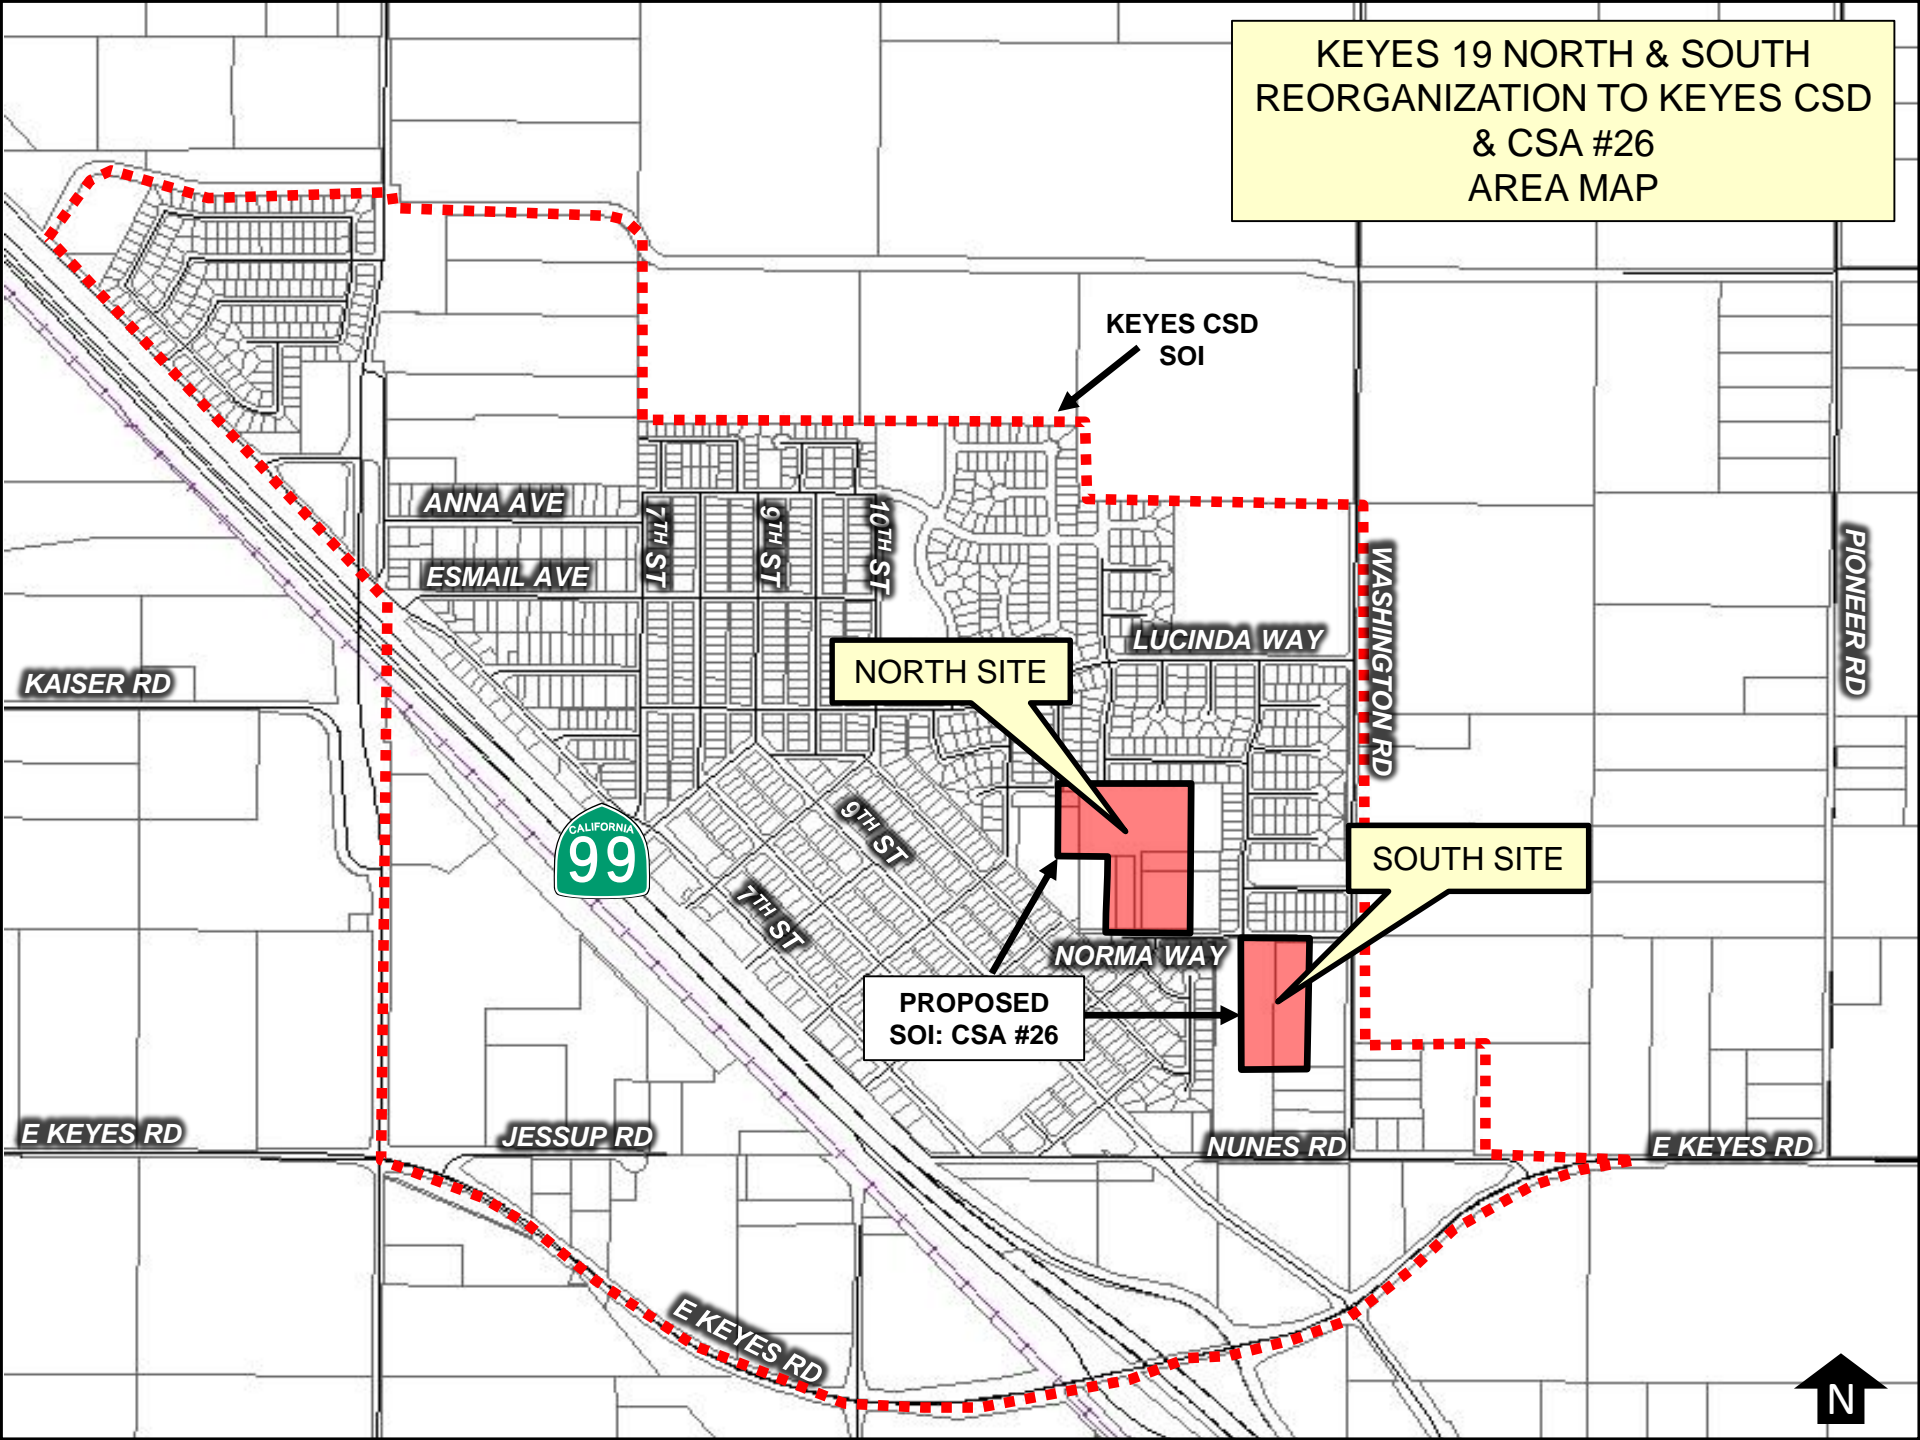 KEYES 19 NORTH & SOUTH
REORGANIZATION TO KEYES CSD
& CSA #26
AREA MAP
KEYES CSD
SOI
ANNA AVE
7TH ST
9TH ST
10TH ST
ESMAIL AVE
WASHINGTON RD
PIONEER RD
LUCINDA WAY
NORTH SITE
KAISER RD
CALIFORNIA
99
9TH ST
7TH ST
SOUTH SITE
NORMA WAY
PROPOSED
SOI: CSA #26
E KEYES RD
JESSUP RD
NUNES RD
E KEYES RD
E KEYES RD
N